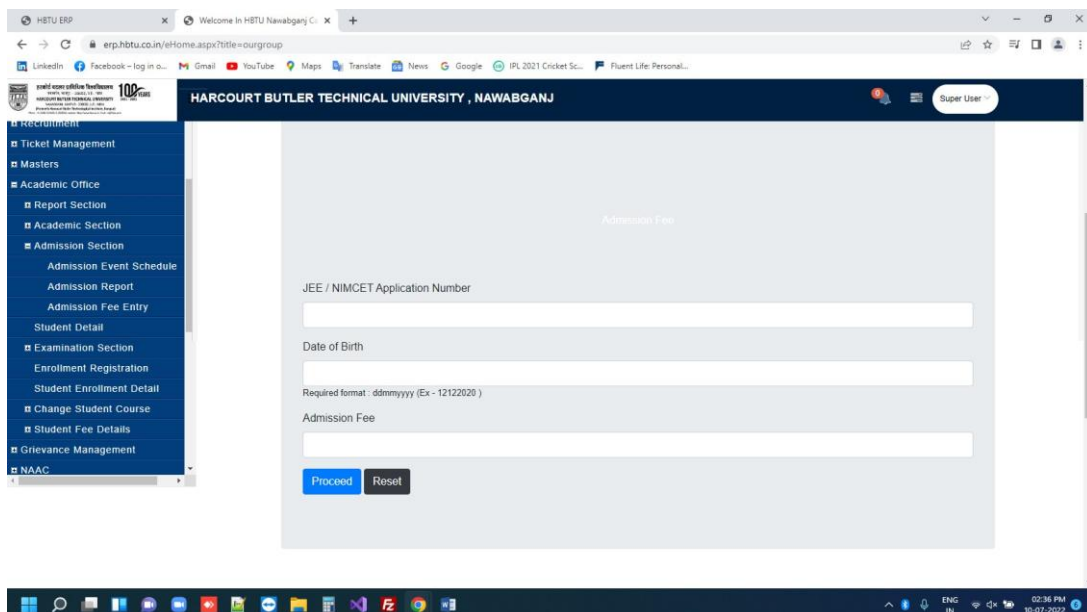 HBTU ERP
Welcome In HBTU Nawabganj Ca
erp.hbtu.co.in/eHome.aspx?title=ourgroup
LinkedIn Facebook – log in o... Gmail YouTube Maps Translate News Google IPL 2021 Cricket Sc... Fluent Life: Personal...
100 YEARS
HARCOURT BUTLER TECHNICAL UNIVERSITY , NAWABGANJ
0
Super User
Recruitment
Ticket Management
Masters
Academic Office
Report Section
Academic Section
Admission Section
Admission Event Schedule
Admission Report
Admission Fee Entry
Student Detail
Examination Section
Enrollment Registration
Student Enrollment Detail
Change Student Course
Student Fee Details
Grievance Management
NAAC
Admission Fee
JEE / NIMCET Application Number
Date of Birth
Required format : ddmmyyyy (Ex - 12122020 )
Admission Fee
Proceed Reset
ENG
IN
02:36 PM
10-07-2022